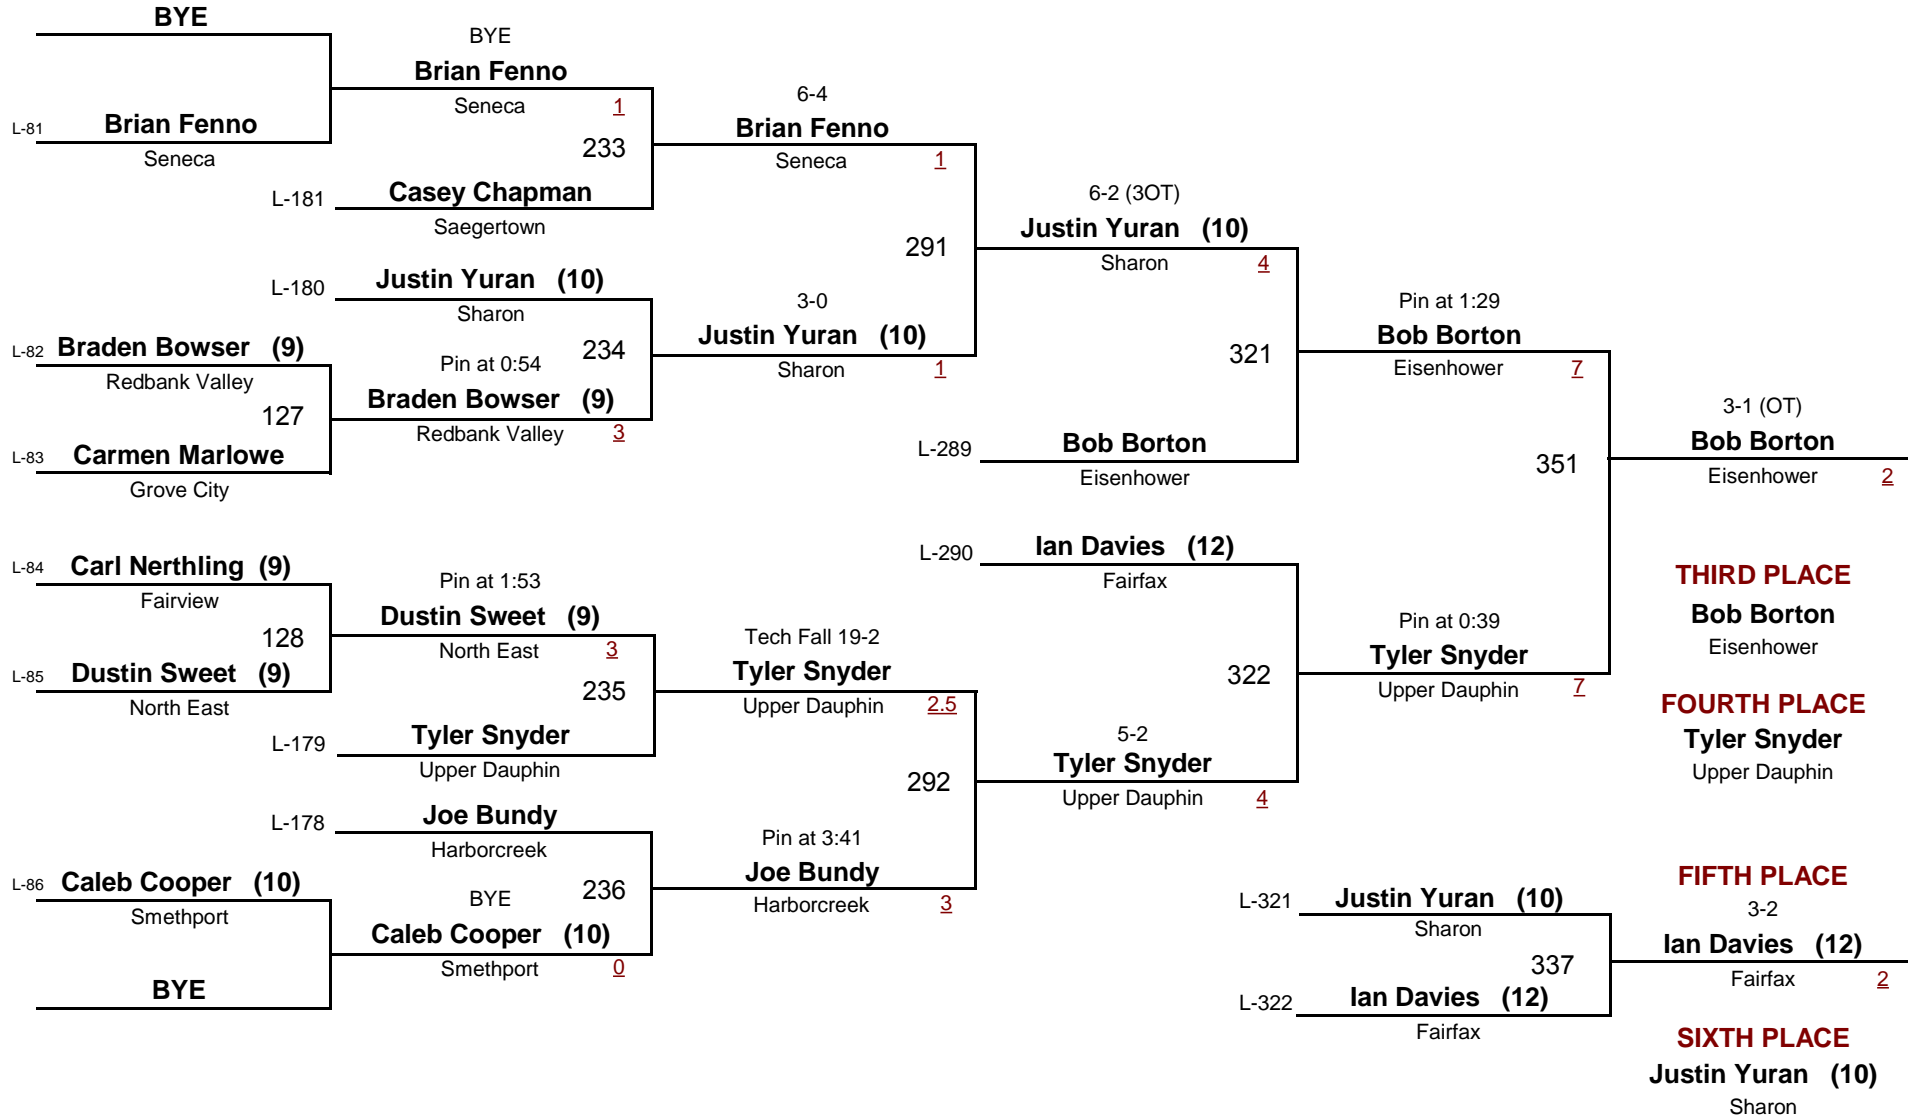 BYE
L-81 Brian Fenno
Seneca
L-82 Braden Bowser (9)
Redbank Valley
127
L-83 Carmen Marlowe
Grove City
L-84 Carl Nerthling (9)
Fairview
128
L-85 Dustin Sweet (9)
North East
L-86 Caleb Cooper (10)
Smethport
BYE
BYE
Brian Fenno
Seneca 1
233
L-181 Casey Chapman
Saegertown
L-180 Justin Yuran (10)
Sharon
234
Pin at 0:54
Braden Bowser (9)
Redbank Valley 3
Pin at 1:53
Dustin Sweet (9)
North East 3
235
L-179 Tyler Snyder
Upper Dauphin
L-178 Joe Bundy
Harborcreek
236
BYE
Caleb Cooper (10)
Smethport 0
6-4
Brian Fenno
Seneca 1
291
3-0
Justin Yuran (10)
Sharon 1
Tech Fall 19-2
Tyler Snyder
Upper Dauphin 2.5
292
Pin at 3:41
Joe Bundy
Harborcreek 3
6-2 (3OT)
Justin Yuran (10)
Sharon 4
321
L-289 Bob Borton
Eisenhower
L-290 Ian Davies (12)
Fairfax
322
5-2
Tyler Snyder
Upper Dauphin 4
Pin at 1:29
Bob Borton
Eisenhower 7
351
Pin at 0:39
Tyler Snyder
Upper Dauphin 7
3-1 (OT)
Bob Borton
Eisenhower 2
THIRD PLACE
Bob Borton
Eisenhower
FOURTH PLACE
Tyler Snyder
Upper Dauphin
L-321 Justin Yuran (10)
Sharon
337
L-322 Ian Davies (12)
Fairfax
FIFTH PLACE
3-2
Ian Davies (12)
Fairfax 2
SIXTH PLACE
Justin Yuran (10)
Sharon